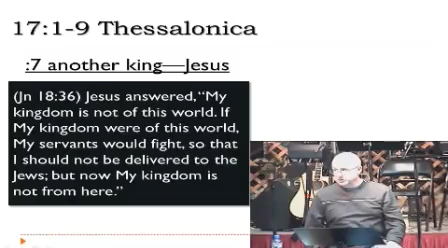 17:1-9 Thessalonica
:7 another king—Jesus
(Jn 18:36) Jesus answered, “My
kingdom is not of this world. If
My kingdom were of this world,
My servants would fight, so that
I should not be delivered to the
Jews; but now My kingdom is
not from here.”